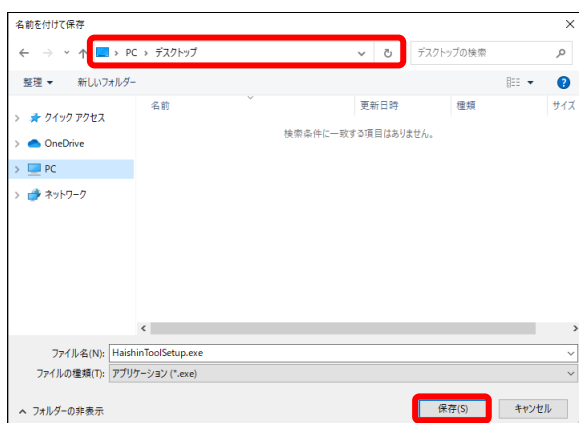 名前を付けて保存
PC › デスクトップ
デスクトップの検索
整理 新しいフォルダー
名前 更新日時 種類 サイズ
検索条件に一致する項目はありません。
クイック アクセス
OneDrive
PC
ネットワーク
ファイル名(N): HaishinToolSetup.exe
ファイルの種類(T): アプリケーション (*.exe)
フォルダーの非表示
保存(S) キャンセル